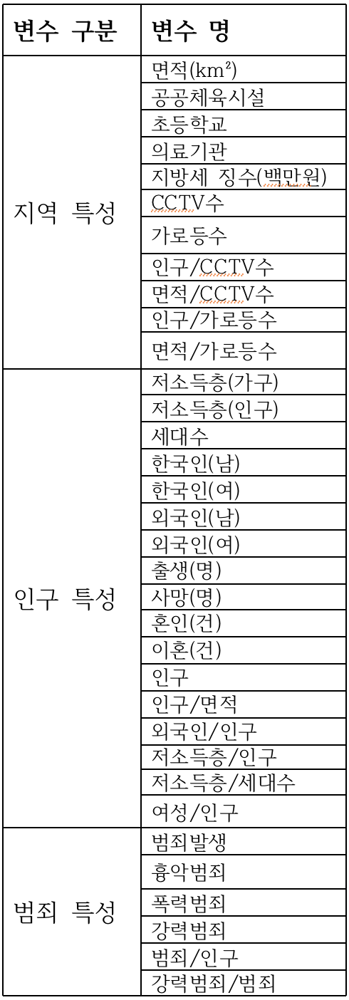 변수 구분 변수 명
지역 특성
면적(km²)
공공체육시설
초등학교
의료기관
지방세 징수(백만원)
CCTV수
가로등수
인구/CCTV수
면적/CCTV수
인구/가로등수
면적/가로등수
인구 특성
저소득층(가구)
저소득층(인구)
세대수
한국인(남)
한국인(여)
외국인(남)
외국인(여)
출생(명)
사망(명)
혼인(건)
이혼(건)
인구
인구/면적
외국인/인구
저소득층/인구
저소득층/세대수
여성/인구
범죄 특성
범죄발생
흉악범죄
폭력범죄
강력범죄
범죄/인구
강력범죄/범죄